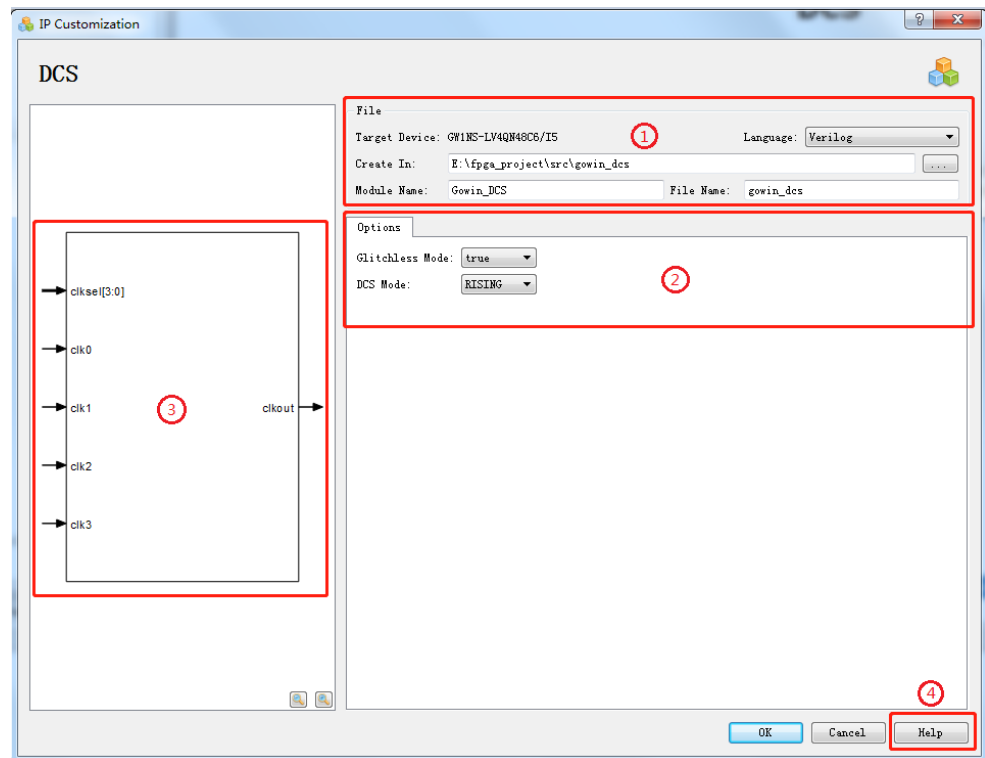 IP Customization
DCS
File
Target Device: GW1NS-LV4QN48C6/I5 1 Language: Verilog
Create In: E:\fpga_project\src\gowin_dcs ...
Module Name: Gowin_DCS File Name: gowin_dcs
Options
Glitchless Mode: true
DCS Mode: RISING 2
clksel[3:0]
clk0
clk1 3 clkout
clk2
clk3
4
OK Cancel Help